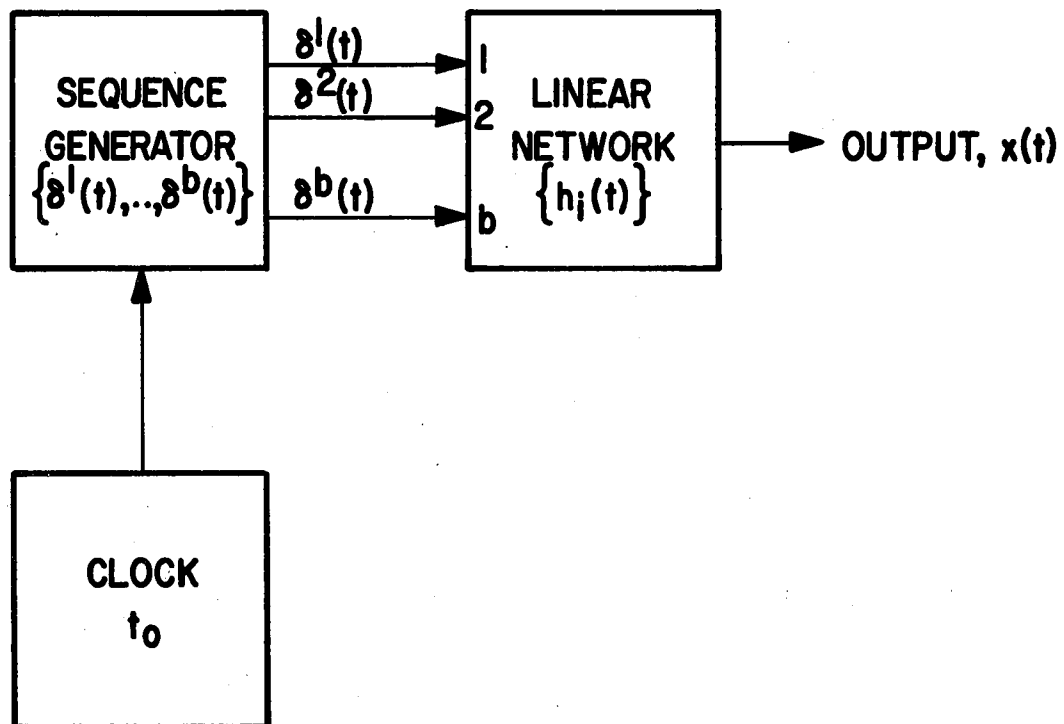 SEQUENCE
GENERATOR
{δ¹(t),..,δᵇ(t)}
δ¹(t)
δ²(t)
δᵇ(t)
1
2
b
LINEAR
NETWORK
{hᵢ(t)}
OUTPUT, x(t)
CLOCK
t₀